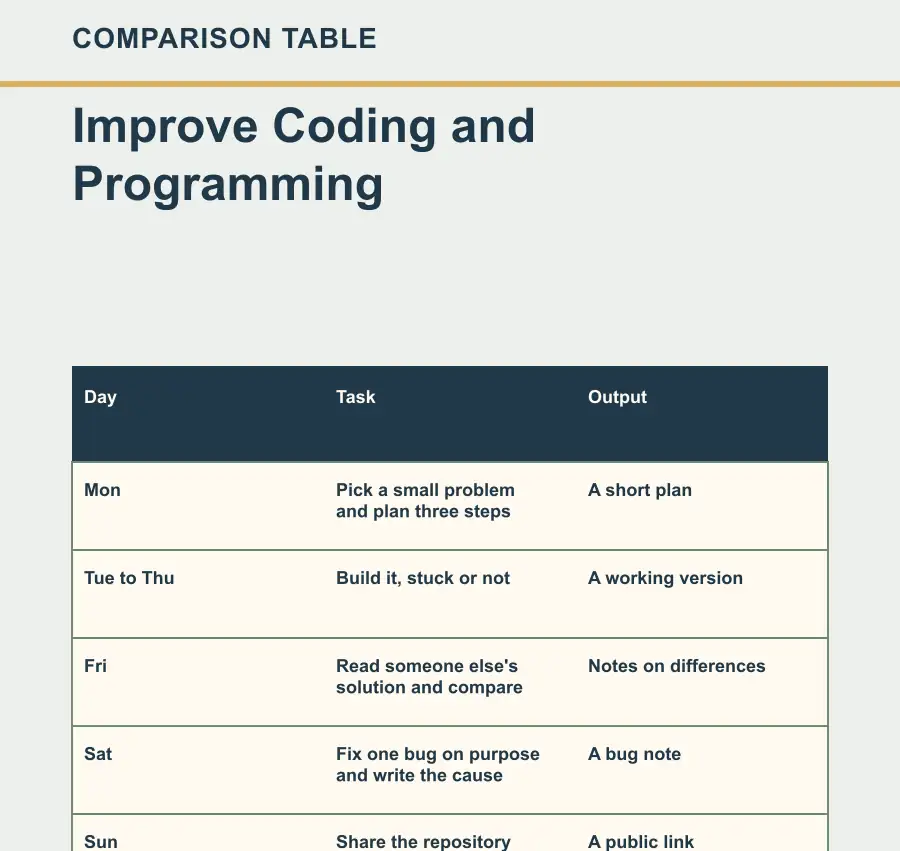 COMPARISON TABLE
Improve Coding and
Programming
Day Task Output
Mon Pick a small problem A short plan
and plan three steps
Tue to Thu Build it, stuck or not A working version
Fri Read someone else's Notes on differences
solution and compare
Sat Fix one bug on purpose A bug note
and write the cause
Sun Share the repository A public link